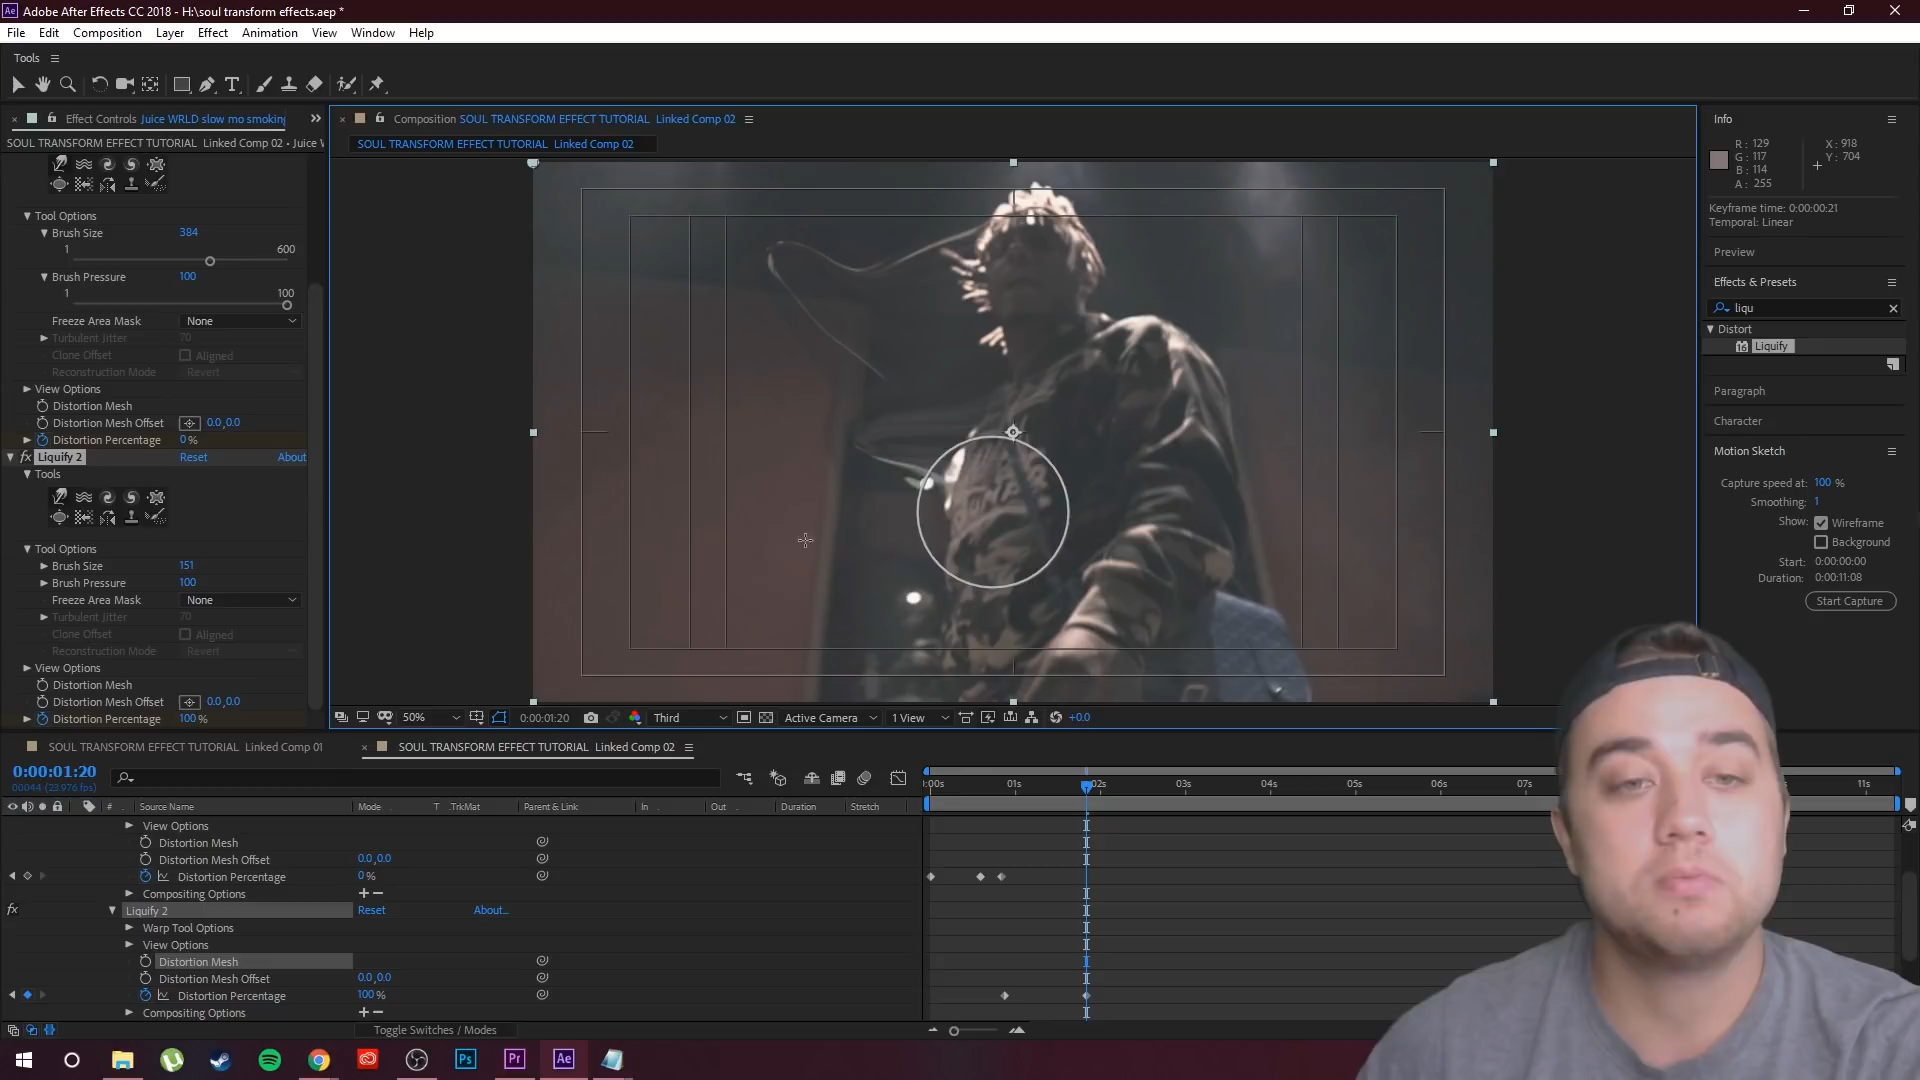 Adobe After Effects CC 2018 - H:\soul transform effects.aep *
File Edit Composition Layer Effect Animation View Window Help
Tools
Effect Controls Juice WRLD slow mo smoking
SOUL TRANSFORM EFFECT TUTORIAL Linked Comp 02 • Juice
Tool Options
Brush Size 384
1 600
Brush Pressure 100
1 100
Freeze Area Mask None
Turbulent Jitter 70
Clone Offset Aligned
Reconstruction Mode Revert
View Options
Distortion Mesh
Distortion Mesh Offset 0.0,0.0
Distortion Percentage 0 %
fx Liquify 2 Reset About
Tools
Tool Options
Brush Size 151
Brush Pressure 100
Freeze Area Mask None
Turbulent Jitter 70
Clone Offset Aligned
Reconstruction Mode Revert
View Options
Distortion Mesh
Distortion Mesh Offset 0.0,0.0
Distortion Percentage 100 %
Composition SOUL TRANSFORM EFFECT TUTORIAL Linked Comp 02
SOUL TRANSFORM EFFECT TUTORIAL Linked Comp 02
50% 0:00:01:20 Third Active Camera 1 View +0.0
Info
R : 129 X : 918
G : 117 Y : 704
B : 114
A : 255
Keyframe time: 0:00:00:21
Temporal: Linear
Preview
Effects & Presets
liqu
Distort
16 Liquify
Paragraph
Character
Motion Sketch
Capture speed at: 100 %
Smoothing: 1
Show: Wireframe
Background
Start: 0:00:00:00
Duration: 0:00:11:08
Start Capture
SOUL TRANSFORM EFFECT TUTORIAL Linked Comp 01 SOUL TRANSFORM EFFECT TUTORIAL Linked Comp 02
0:00:01:20
00044 (23.976 fps)
:00s 01s 02s 03s 04s 05s 06s 07s 11s
# Source Name Mode T .TrkMat Parent & Link In Out Duration Stretch
View Options
Distortion Mesh
Distortion Mesh Offset 0.0,0.0
Distortion Percentage 0 %
Compositing Options + −
fx Liquify 2 Reset About...
Warp Tool Options
View Options
Distortion Mesh
Distortion Mesh Offset 0.0,0.0
Distortion Percentage 100 %
Compositing Options + −
Toggle Switches / Modes
Ps Pr Ae